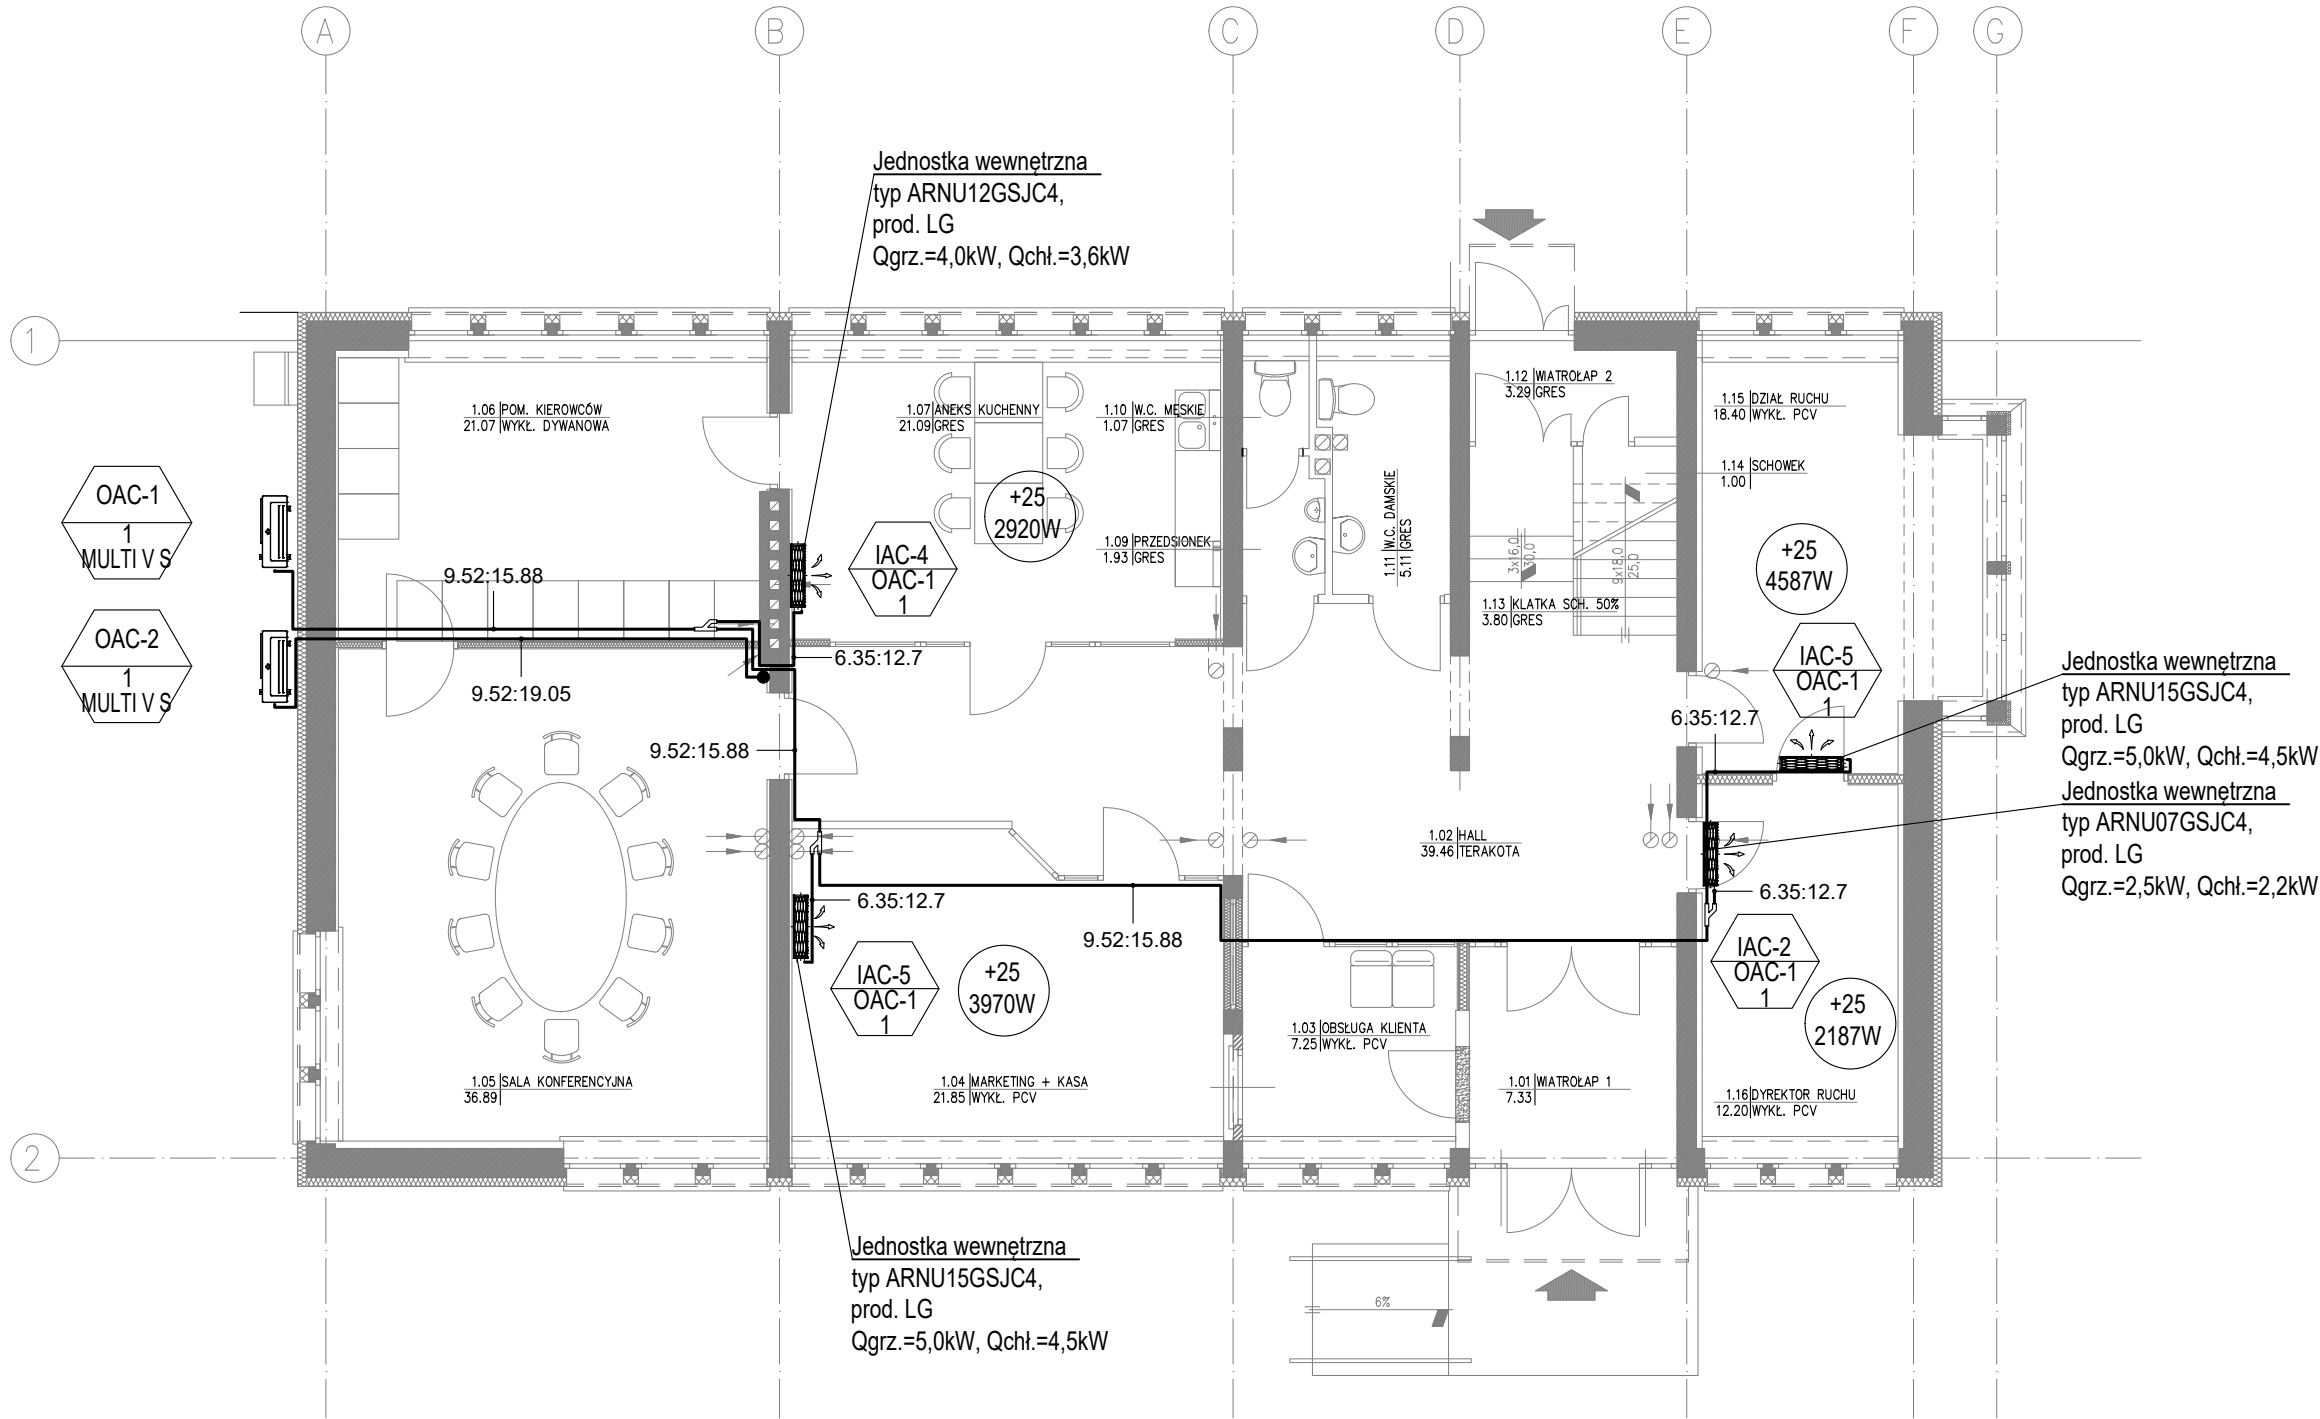 A
B
C
D
E
F
G
1
2
Jednostka wewnętrzna
typ ARNU12GSJC4,
prod. LG
Qgrz.=4,0kW, Qchł.=3,6kW
1.06 POM. KIEROWCÓW
21.07 WYKŁ. DYWANOWA
1.07 ANEKS KUCHENNY
21.09 GRES
1.10 W.C. MĘSKIE
1.07 GRES
1.12 WIATROŁAP 2
3.29 GRES
1.15 DZIAŁ RUCHU
18.40 WYKŁ. PCV
1.14 SCHOWEK
1.00
OAC-1
1
MULTI V S
OAC-2
1
MULTI V S
+25
2920W
IAC-4
OAC-1
1
1.09 PRZEDSIONEK
1.93 GRES
1.11 W.C. DAMSKIE
5.11 GRES
3x16,0
30,0
9x18,0
25,0
1.13 KLATKA SCH. 50%
3.80 GRES
+25
4587W
IAC-5
OAC-1
1
9.52:15.88
9.52:19.05
6.35:12.7
9.52:15.88
6.35:12.7
Jednostka wewnętrzna
typ ARNU15GSJC4,
prod. LG
Qgrz.=5,0kW, Qchł.=4,5kW
Jednostka wewnętrzna
typ ARNU07GSJC4,
prod. LG
Qgrz.=2,5kW, Qchł.=2,2kW
1.02 HALL
39.46 TERAKOTA
6.35:12.7
6.35:12.7
9.52:15.88
IAC-5
OAC-1
1
+25
3970W
IAC-2
OAC-1
1
+25
2187W
1.03 OBSŁUGA KLIENTA
7.25 WYKŁ. PCV
1.05 SALA KONFERENCYJNA
36.89
1.04 MARKETING + KASA
21.85 WYKŁ. PCV
1.01 WIATROŁAP 1
7.33
1.16 DYREKTOR RUCHU
12.20 WYKŁ. PCV
Jednostka wewnętrzna
typ ARNU15GSJC4,
prod. LG
Qgrz.=5,0kW, Qchł.=4,5kW
6%